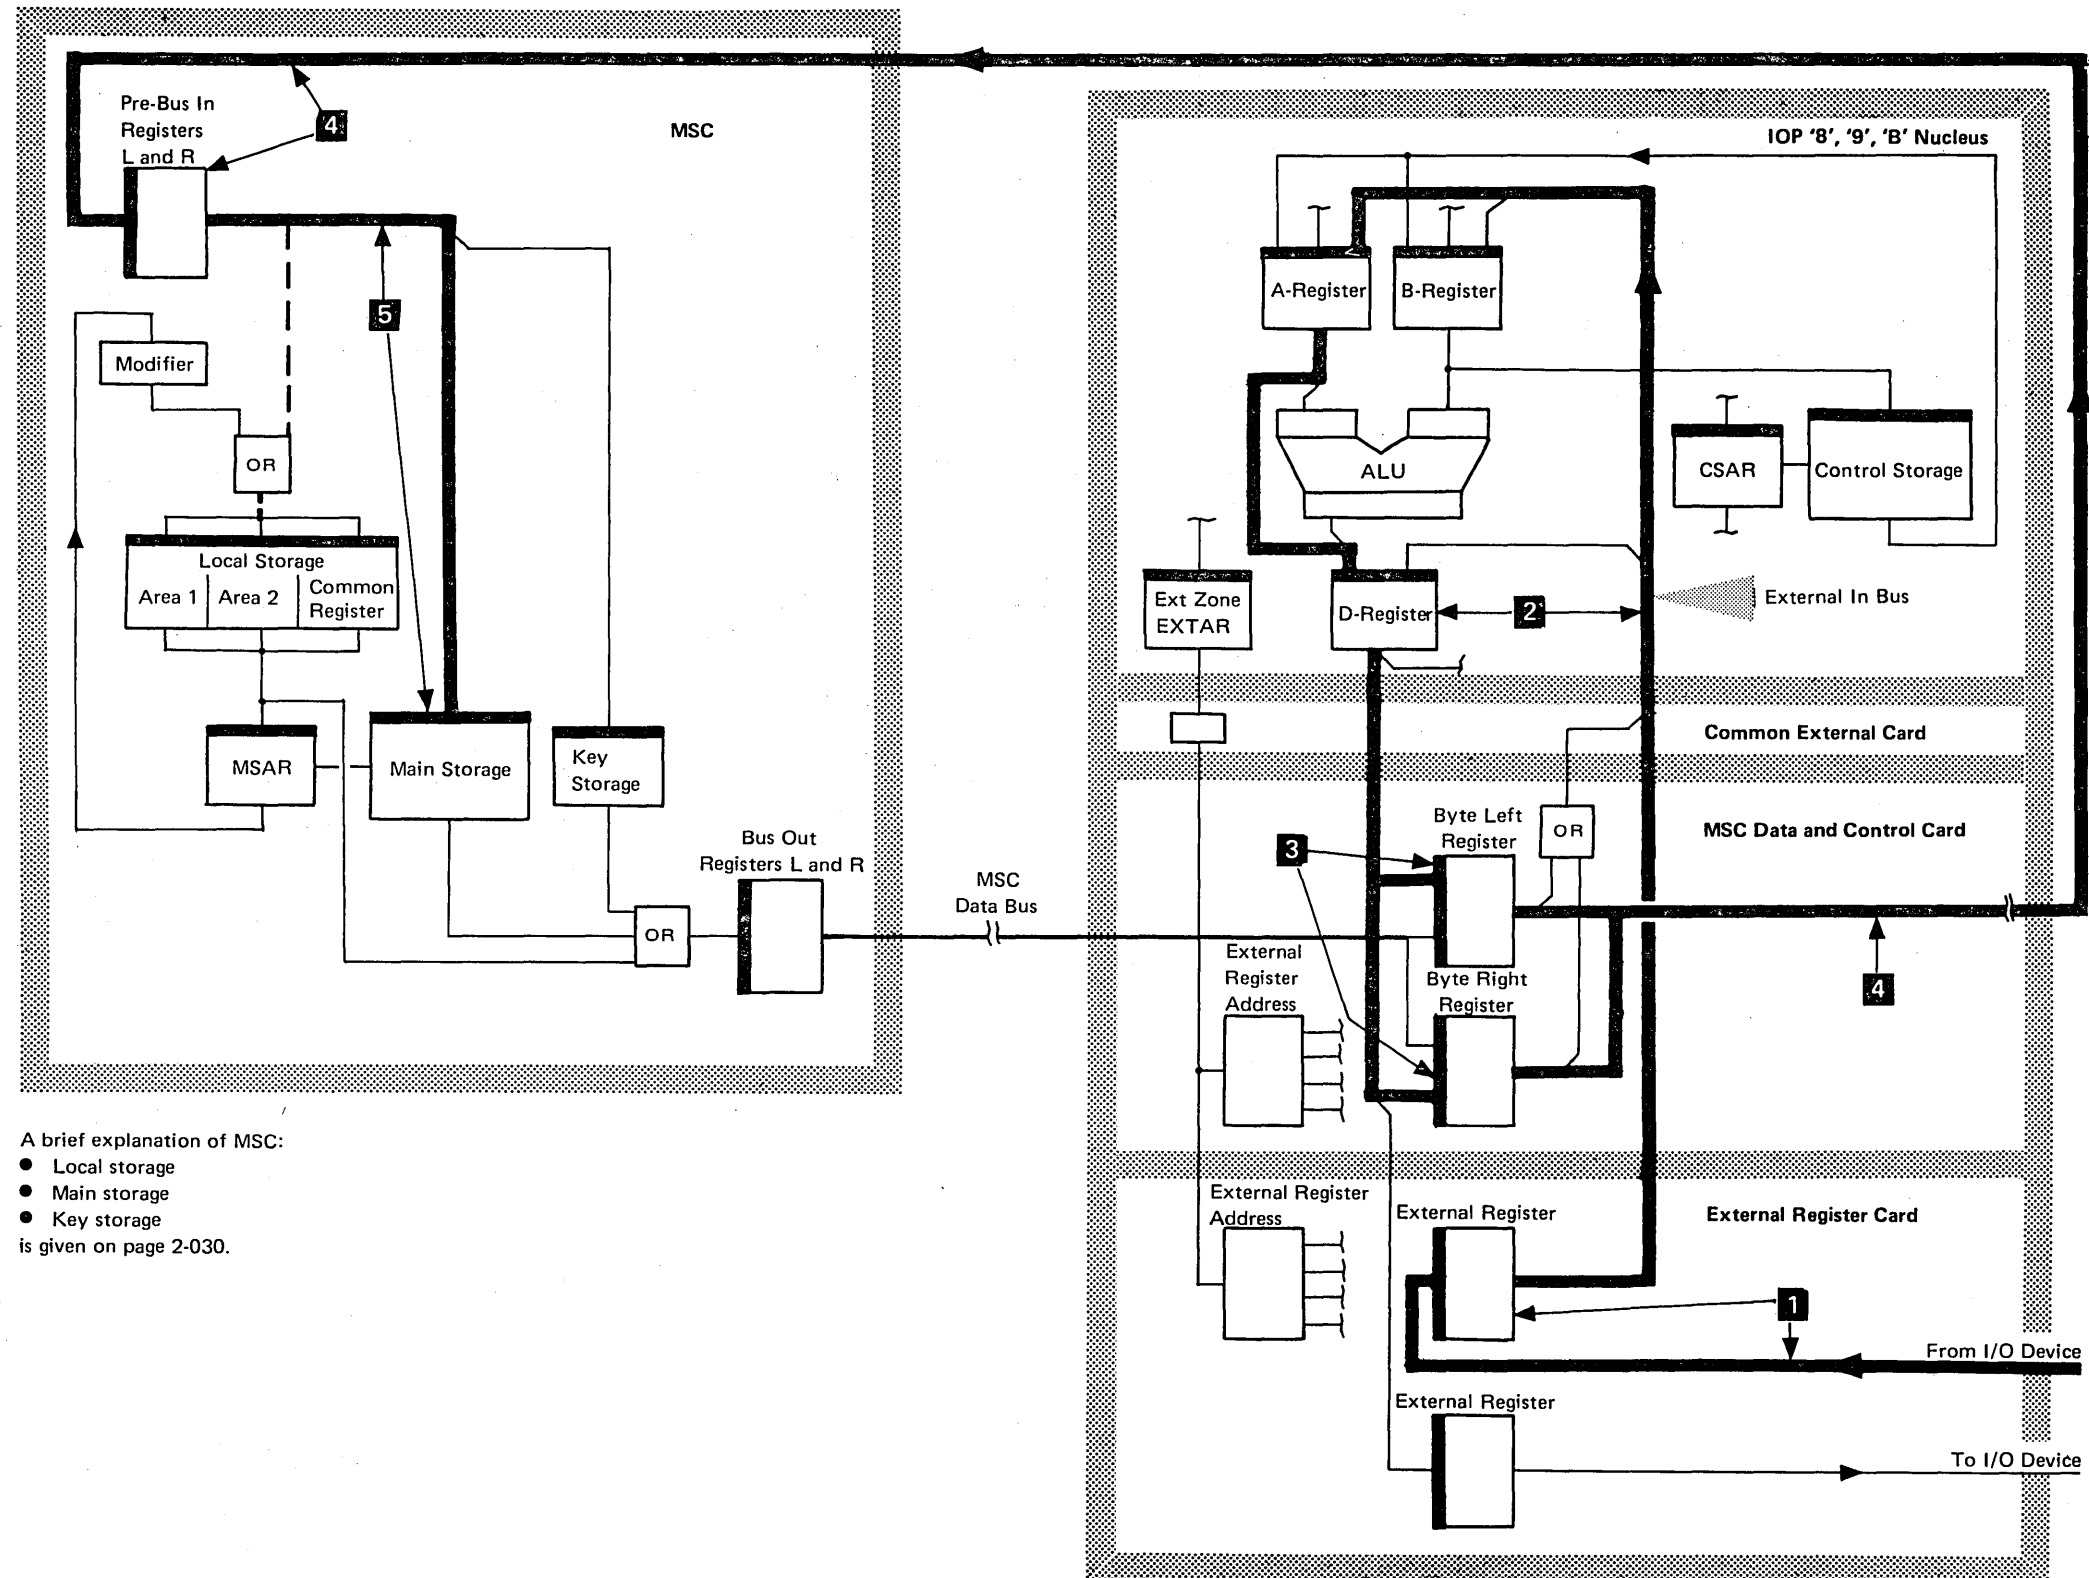 Pre-Bus In
Registers
L and R
4
MSC
5
Modifier
OR
Local Storage
Area 1
Area 2
Common
Register
MSAR
Main Storage
Key
Storage
Bus Out
Registers L and R
OR
MSC
Data Bus
A brief explanation of MSC:
● Local storage
● Main storage
● Key storage
is given on page 2-030.
IOP '8', '9', 'B' Nucleus
A-Register
B-Register
ALU
CSAR
Control Storage
Ext Zone
EXTAR
D-Register
2
External In Bus
Common External Card
MSC Data and Control Card
Byte Left
Register
OR
3
External
Register
Address
Byte Right
Register
4
External Register
Address
External Register
External Register Card
1
From I/O Device
External Register
To I/O Device